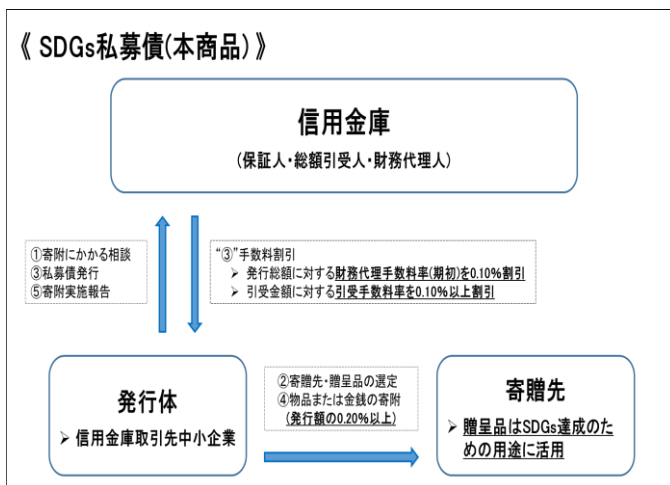 《 SDGs私募債(本商品) 》
信用金庫
(保証人・総額引受人・財務代理人)
①寄附にかかる相談
③私募債発行
⑤寄附実施報告
“③”手数料割引
➢ 発行総額に対する財務代理手数料率(期初)を0.10%割引
➢ 引受金額に対する引受手数料率を0.10%以上割引
発行体
➢ 信用金庫取引先中小企業
②寄贈先・贈呈品の選定
④物品または金銭の寄附
(発行額の0.20%以上)
寄贈先
➢ 贈呈品はSDGs達成のた
めの用途に活用